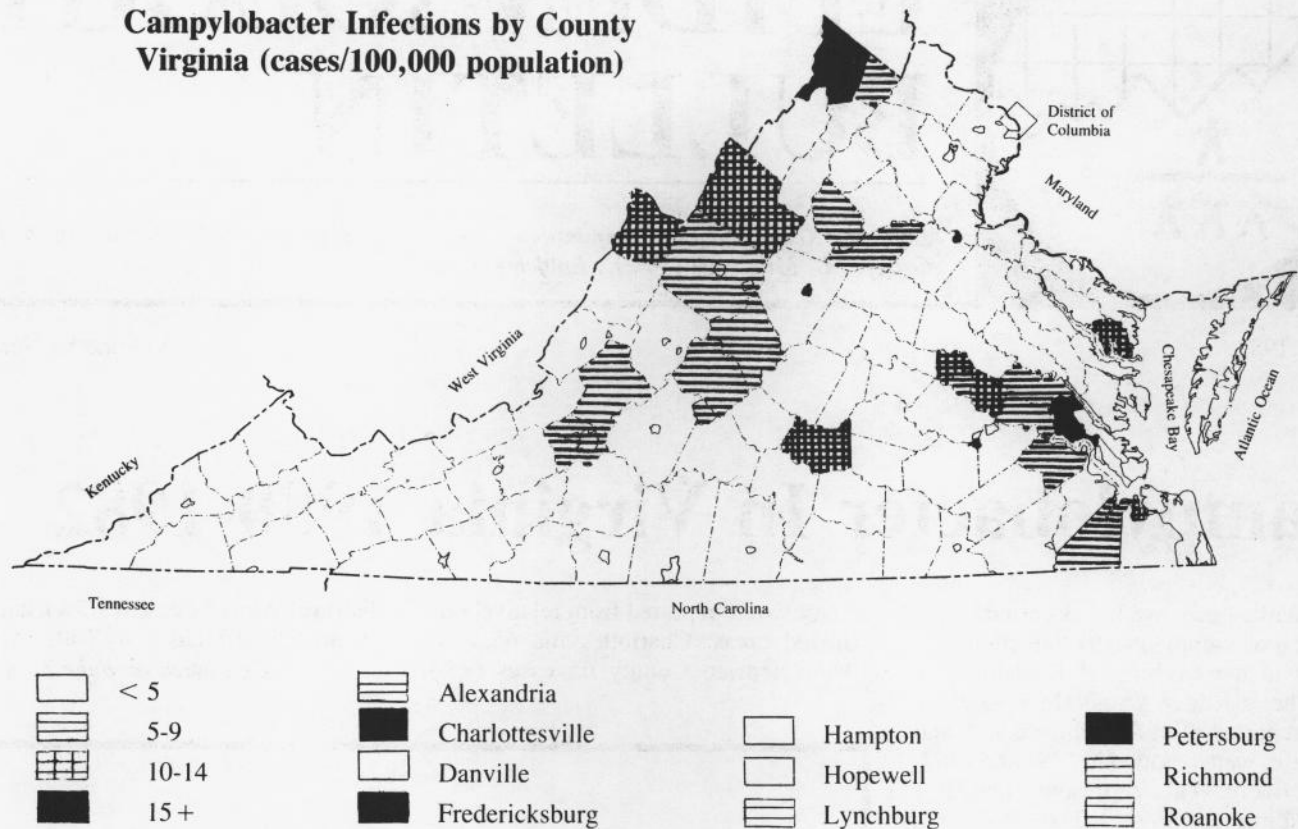 Campylobacter Infections by County
Virginia (cases/100,000 population)
District of
Columbia
Maryland
West Virginia
Chesapeake Bay
Atlantic Ocean
Kentucky
Tennessee
North Carolina
< 5
5-9
10-14
15+
Alexandria
Charlottesville
Danville
Fredericksburg
Hampton
Hopewell
Lynchburg
Petersburg
Richmond
Roanoke